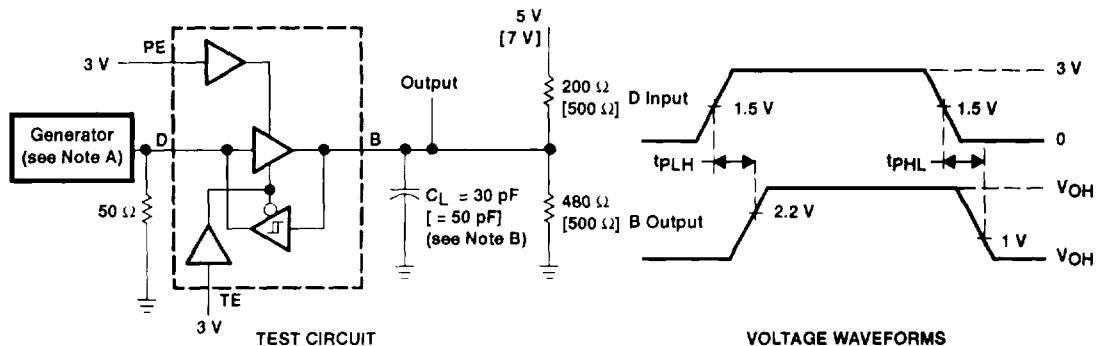 5 V
[7 V]
PE
3 V
Output
200 Ω
[500 Ω]
Generator
(see Note A)
D
B
50 Ω
CL = 30 pF
[ = 50 pF]
(see Note B)
480 Ω
[500 Ω]
TE
3 V
TEST CIRCUIT
3 V
D Input
1.5 V
1.5 V
0
tPLH
tPHL
VOH
2.2 V
B Output
1 V
VOH
VOLTAGE WAVEFORMS